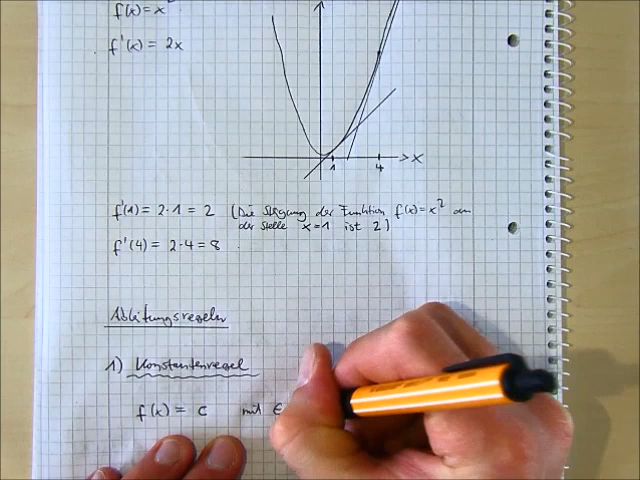 f(x) = x²
f'(x) = 2x
x
1 4
f'(1) = 2·1 = 2 (Die Steigung der Funktion f(x) = x² an
der Stelle x=1 ist 2)
f'(4) = 2·4 = 8
Ableitungsregeln
1) Konstantenregel
f(x) = c mit